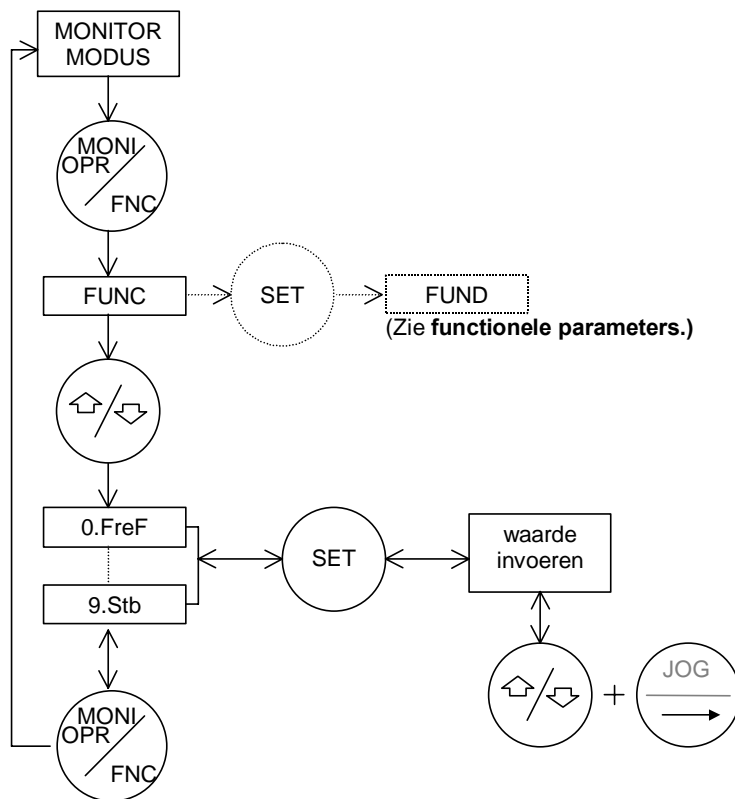 MONITOR
MODUS
MONI
OPR
FNC
FUNC
SET
FUND
(Zie functionele parameters.)
0.FreF
SET
waarde
invoeren
9.Stb
MONI
OPR
FNC
+
JOG